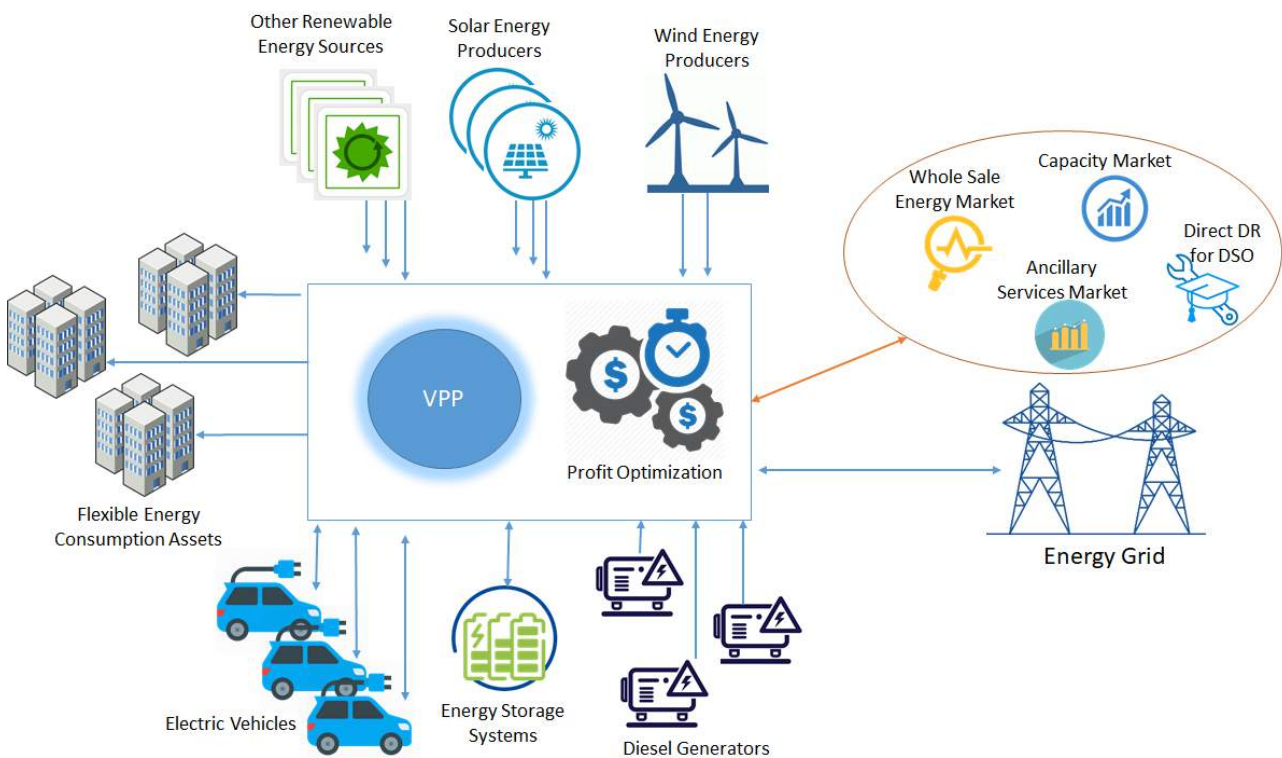 Other Renewable
Energy Sources
Solar Energy
Producers
Wind Energy
Producers
Capacity Market
Whole Sale
Energy Market
Direct DR
for DSO
Ancillary
Services Market
VPP
$
$
Profit Optimization
Flexible Energy
Consumption Assets
Energy Grid
Electric Vehicles
Energy Storage
Systems
Diesel Generators